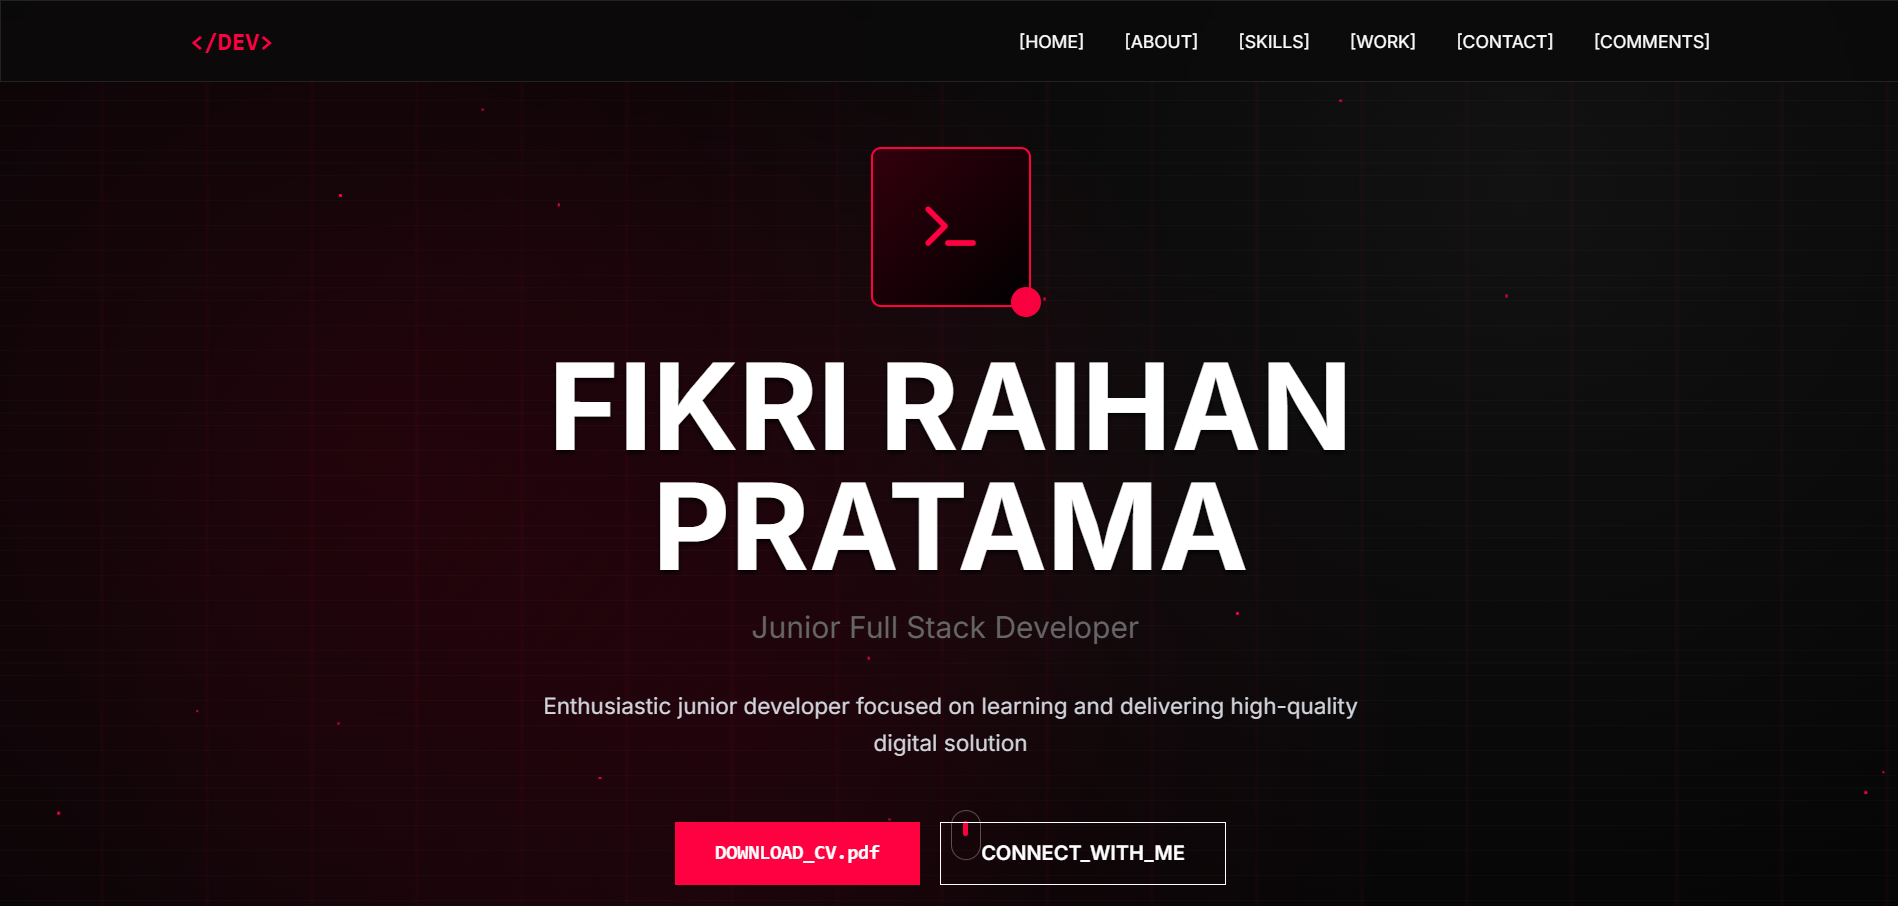 </DEV>
[HOME] [ABOUT] [SKILLS] [WORK] [CONTACT] [COMMENTS]
>_
FIKRI RAIHAN
PRATAMA
Junior Full Stack Developer
Enthusiastic junior developer focused on learning and delivering high-quality
digital solution
DOWNLOAD_CV.pdf
CONNECT_WITH_ME